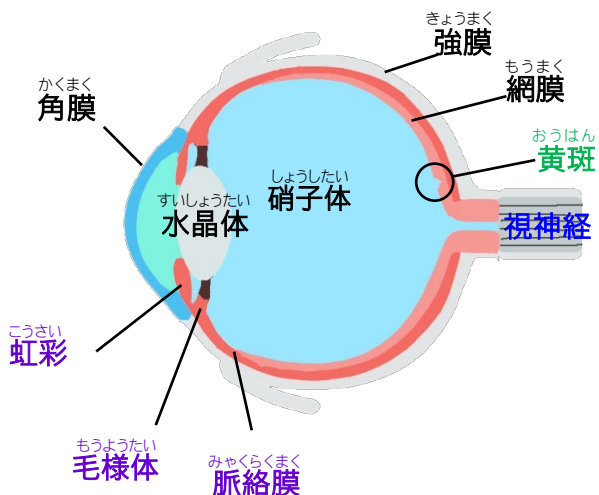 きょうまく
強膜
もうまく
網膜
かくまく
角膜
おうはん
黄斑
しょうしたい
硝子体
すいしょうたい
水晶体
視神経
こうさい
虹彩
もうようたい
毛様体
みゃくらくまく
脈絡膜